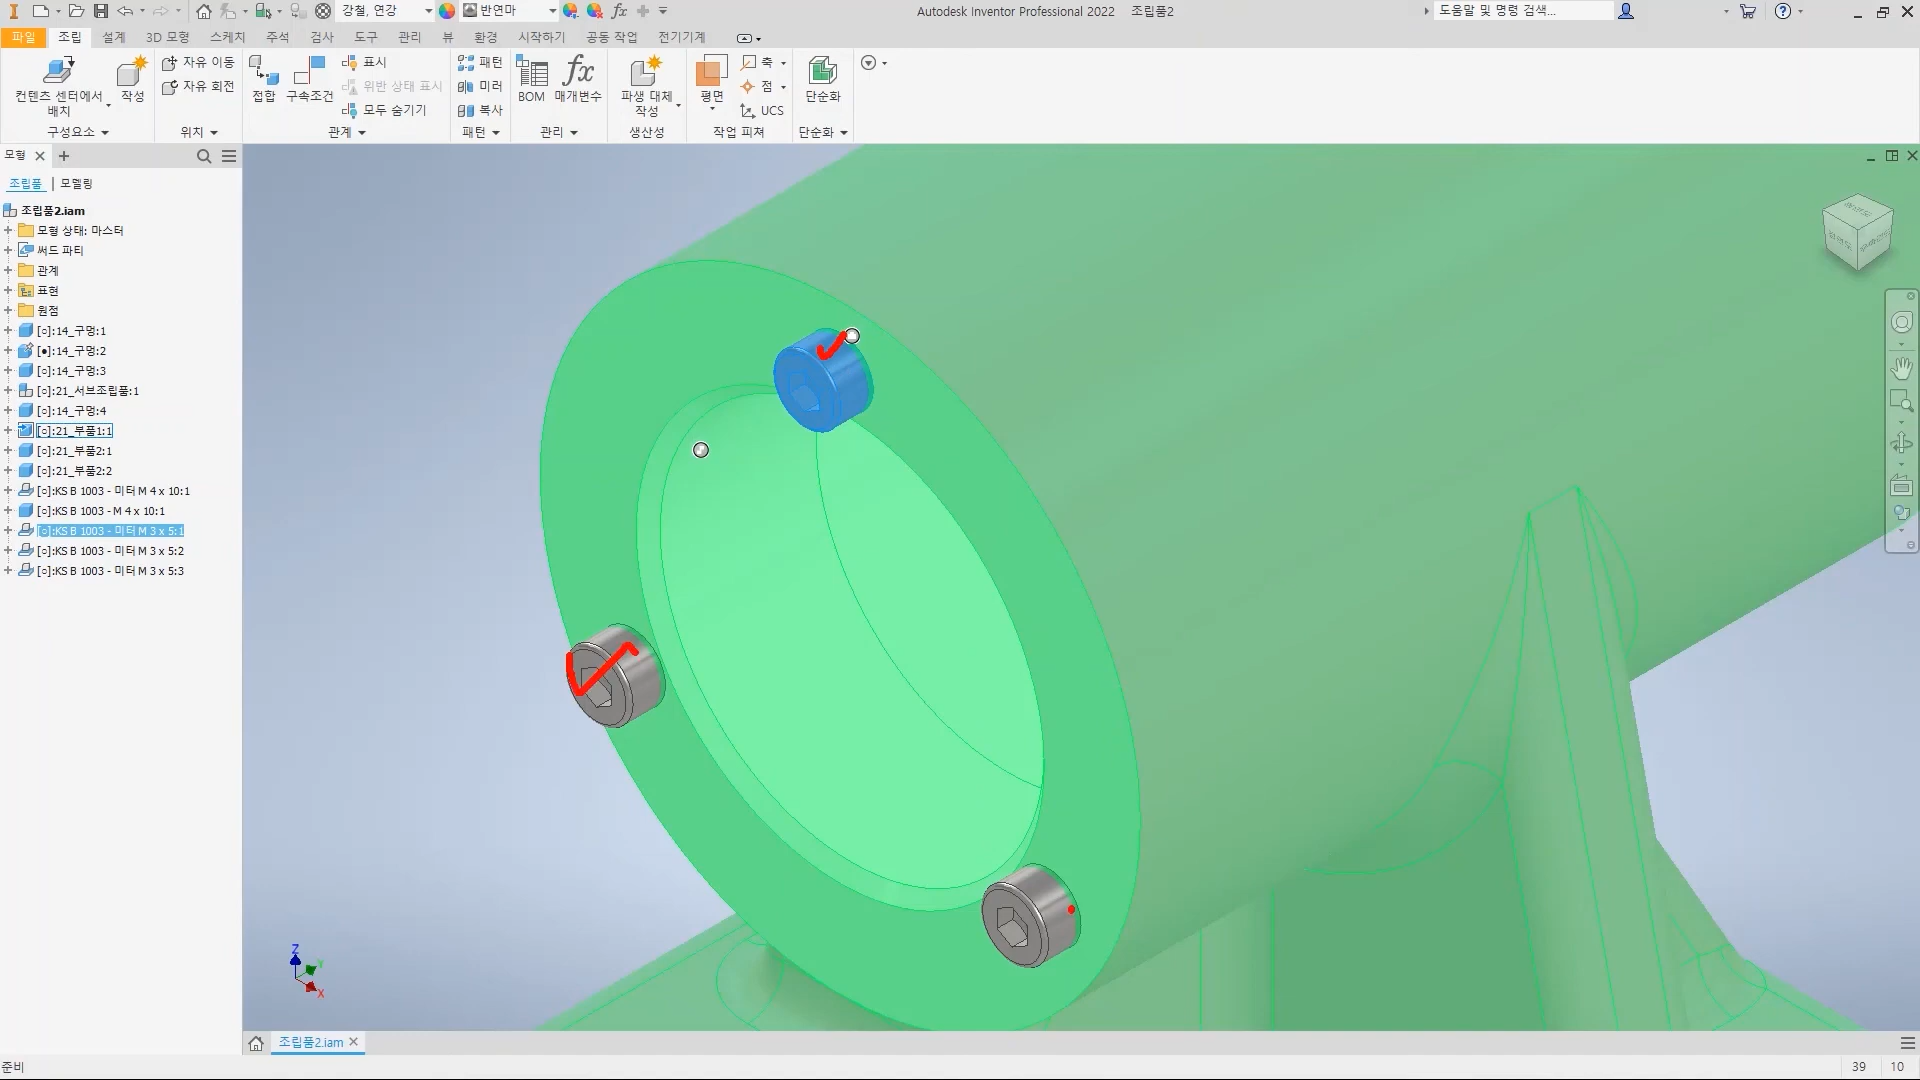 강철, 연강
반연마
Autodesk Inventor Professional 2022 조립품2
도움말 및 명령 검색...
파일 조립 설계 3D 모형 스케치 주석 검사 도구 관리 뷰 환경 시작하기 공동 작업 전기기계
컨텐츠 센터에서
배치
작성
자유 이동
자유 회전
접합
구속조건
표시
위반 상태 표시
모두 숨기기
패턴
미러
복사
BOM
매개변수
파생 대체
작성
평면
축
점
UCS
단순화
구성요소 위치 관계 패턴 관리 생산성 작업 피쳐 단순화
모형
조립품 | 모델링
조립품2.iam
모형 상태: 마스터
써드 파티
관계
표현
원점
[○]:14_구멍:1
[●]:14_구멍:2
[○]:14_구멍:3
[○]:21_서브조립품:1
[○]:14_구멍:4
[○]:21_부품1:1
[○]:21_부품2:1
[○]:21_부품2:2
[○]:KS B 1003 - 미터 M 4 x 10:1
[○]:KS B 1003 - M 4 x 10:1
[○]:KS B 1003 - 미터 M 3 x 5:1
[○]:KS B 1003 - 미터 M 3 x 5:2
[○]:KS B 1003 - 미터 M 3 x 5:3
Z
Y
X
조립품2.iam
준비
39 10